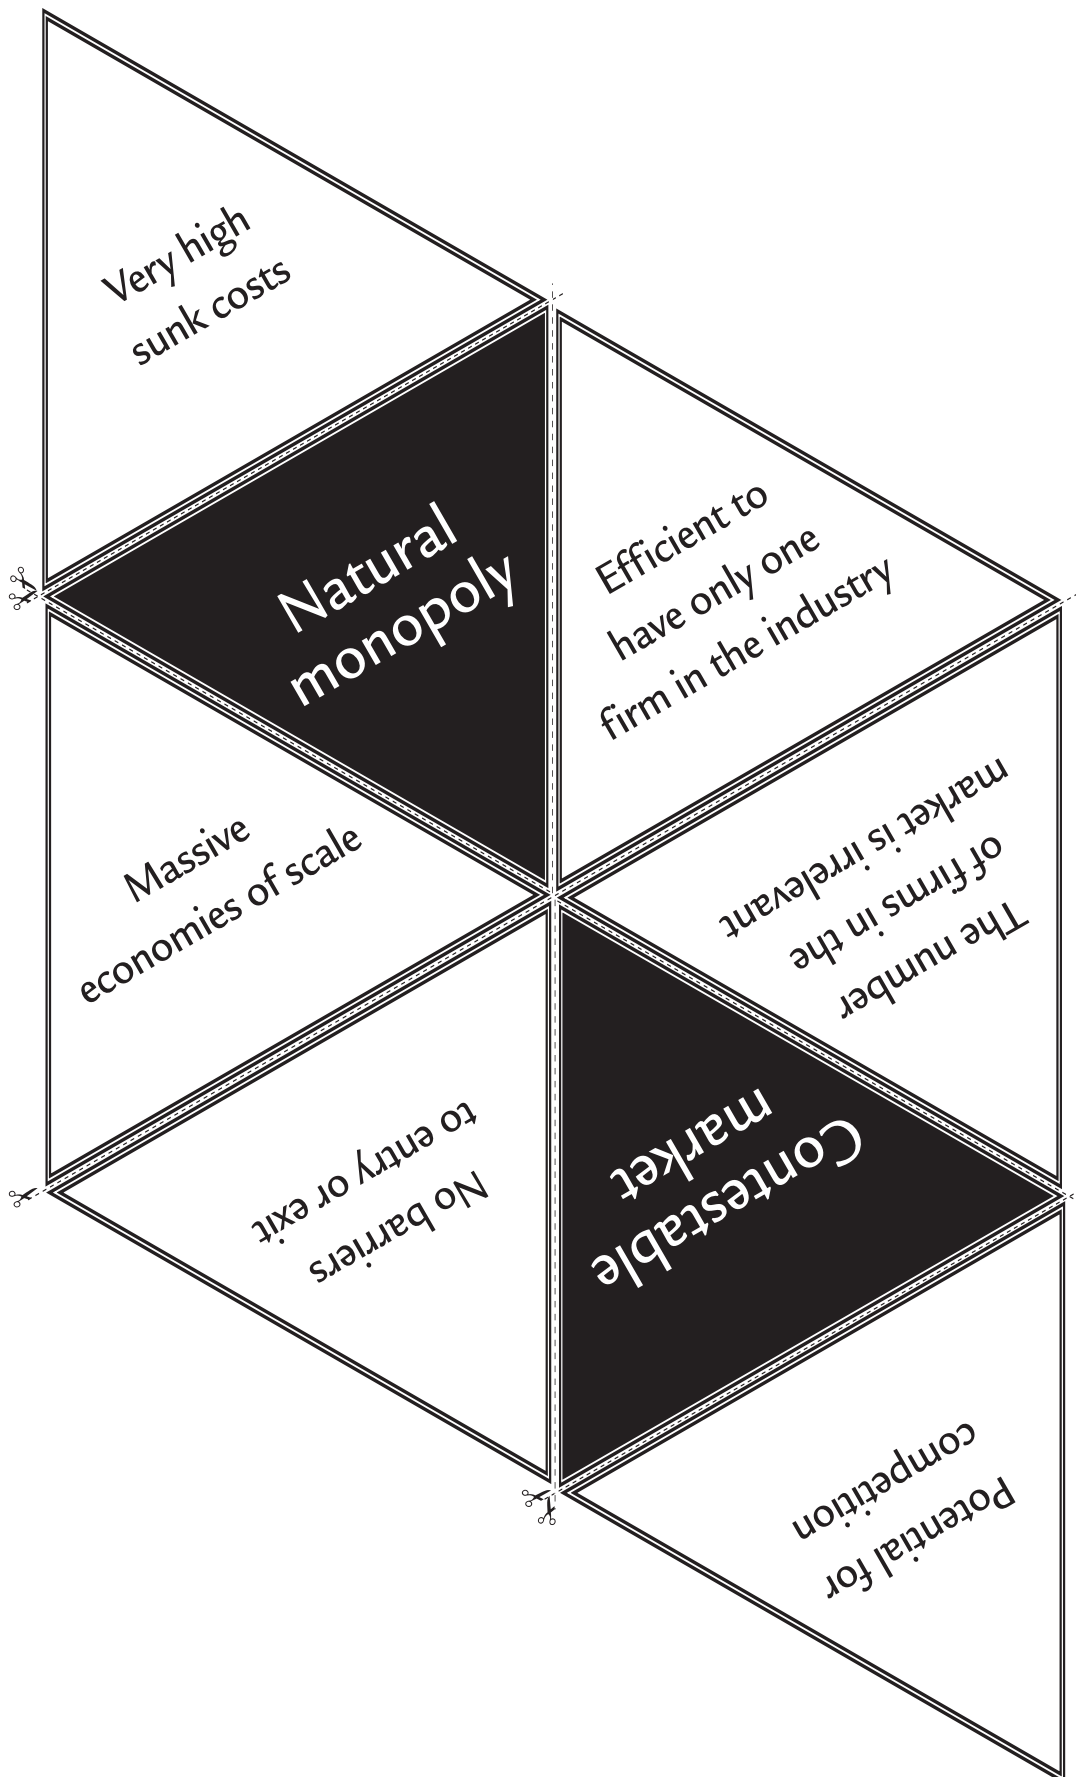 Very high
sunk costs
Natural
monopoly
Efficient to
have only one
firm in the industry
Massive
economies of scale
The number
of firms in the
market is irrelevant
No barriers
to entry or exit
Contestable
market
Potential for
competition